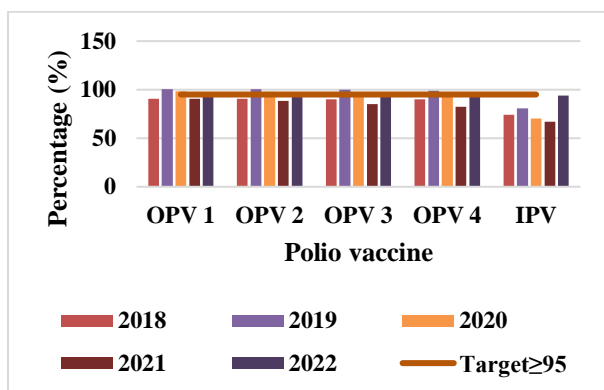 Percentage (%)
150
100
50
0
OPV 1 OPV 2 OPV 3 OPV 4 IPV
Polio vaccine
2018 2019 2020
2021 2022 Target≥95